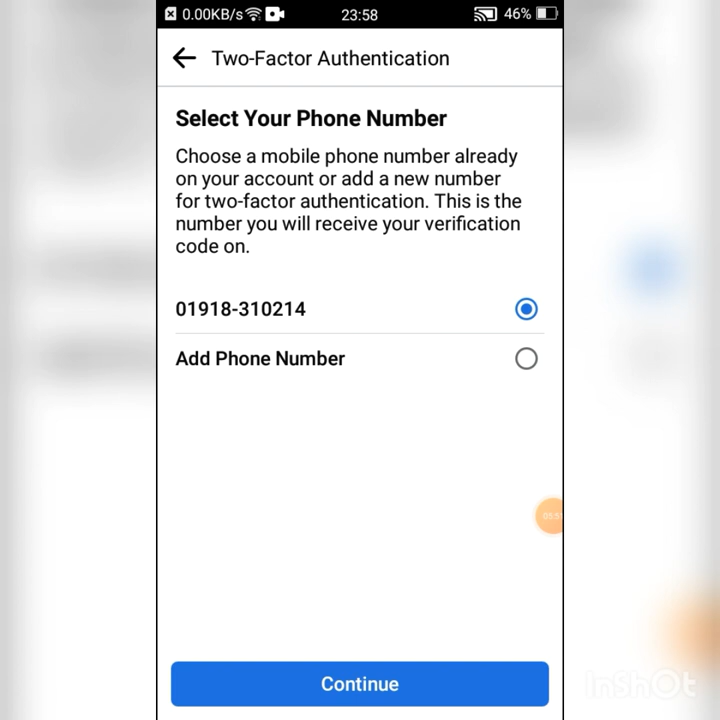 0.00KB/s 23:58 46%
Two-Factor Authentication
Select Your Phone Number
Choose a mobile phone number already
on your account or add a new number
for two-factor authentication. This is the
number you will receive your verification
code on.
01918-310214
Add Phone Number
Continue
InShOt